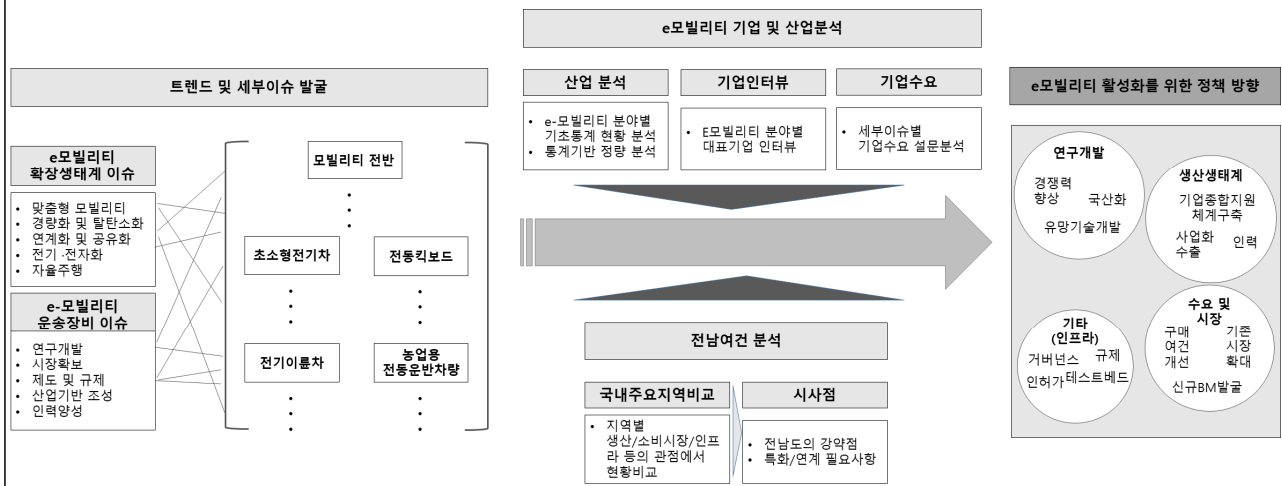 트렌드 및 세부이슈 발굴
e모빌리티
확장생태계 이슈
• 맞춤형 모빌리티
• 경량화 및 탈탄소화
• 연계화 및 공유화
• 전기·전자화
• 자율주행
e-모빌리티
운송장비 이슈
• 연구개발
• 시장확보
• 제도 및 규제
• 산업기반 조성
• 인력양성
모빌리티 전반
초소형전기차
전동킥보드
전기이륜차
농업용
전동운반차량
e모빌리티 기업 및 산업분석
산업 분석
• e-모빌리티 분야별
기초통계 현황 분석
• 통계기반 정량 분석
기업인터뷰
• E모빌리티 분야별
대표기업 인터뷰
기업수요
• 세부이슈별
기업수요 설문분석
전남여건 분석
국내주요지역비교
• 지역별
생산/소비시장/인프
라 등의 관점에서
현황비교
시사점
• 전남도의 강약점
• 특화/연계 필요사항
e모빌리티 활성화를 위한 정책 방향
연구개발
경쟁력
향상
국산화
유망기술개발
생산생태계
기업종합지원
체계구축
사업화
수출
인력
기타
(인프라)
거버넌스
규제
인허가
테스트베드
수요 및
시장
구매
여건
개선
기존
시장
확대
신규BM발굴